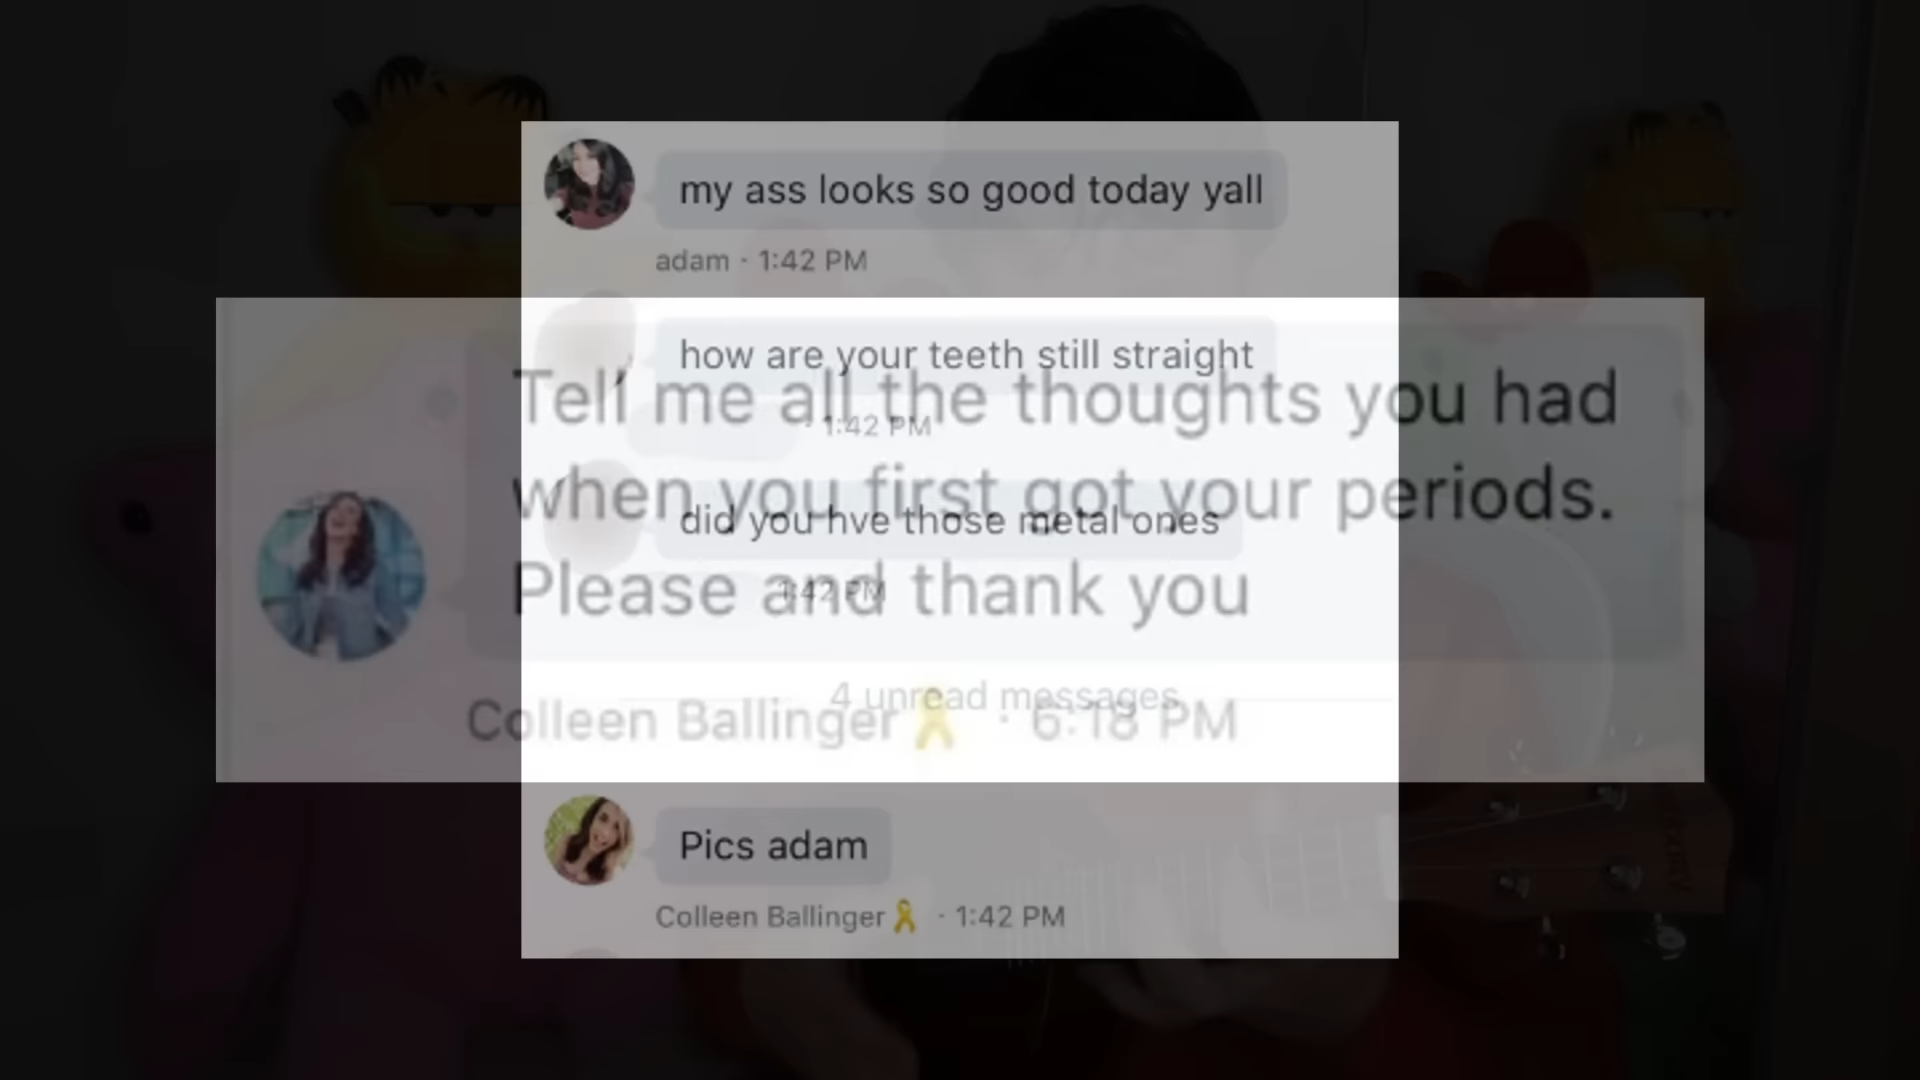 my ass looks so good today yall
adam · 1:42 PM
how are your teeth still straight
· 1:42 PM
Tell me all the thoughts you had
when you first got your periods.
did you hve those metal ones
Please and thank you
1:42 PM
4 unread messages
Colleen Ballinger🎗 · 6:18 PM
Pics adam
Colleen Ballinger🎗 · 1:42 PM